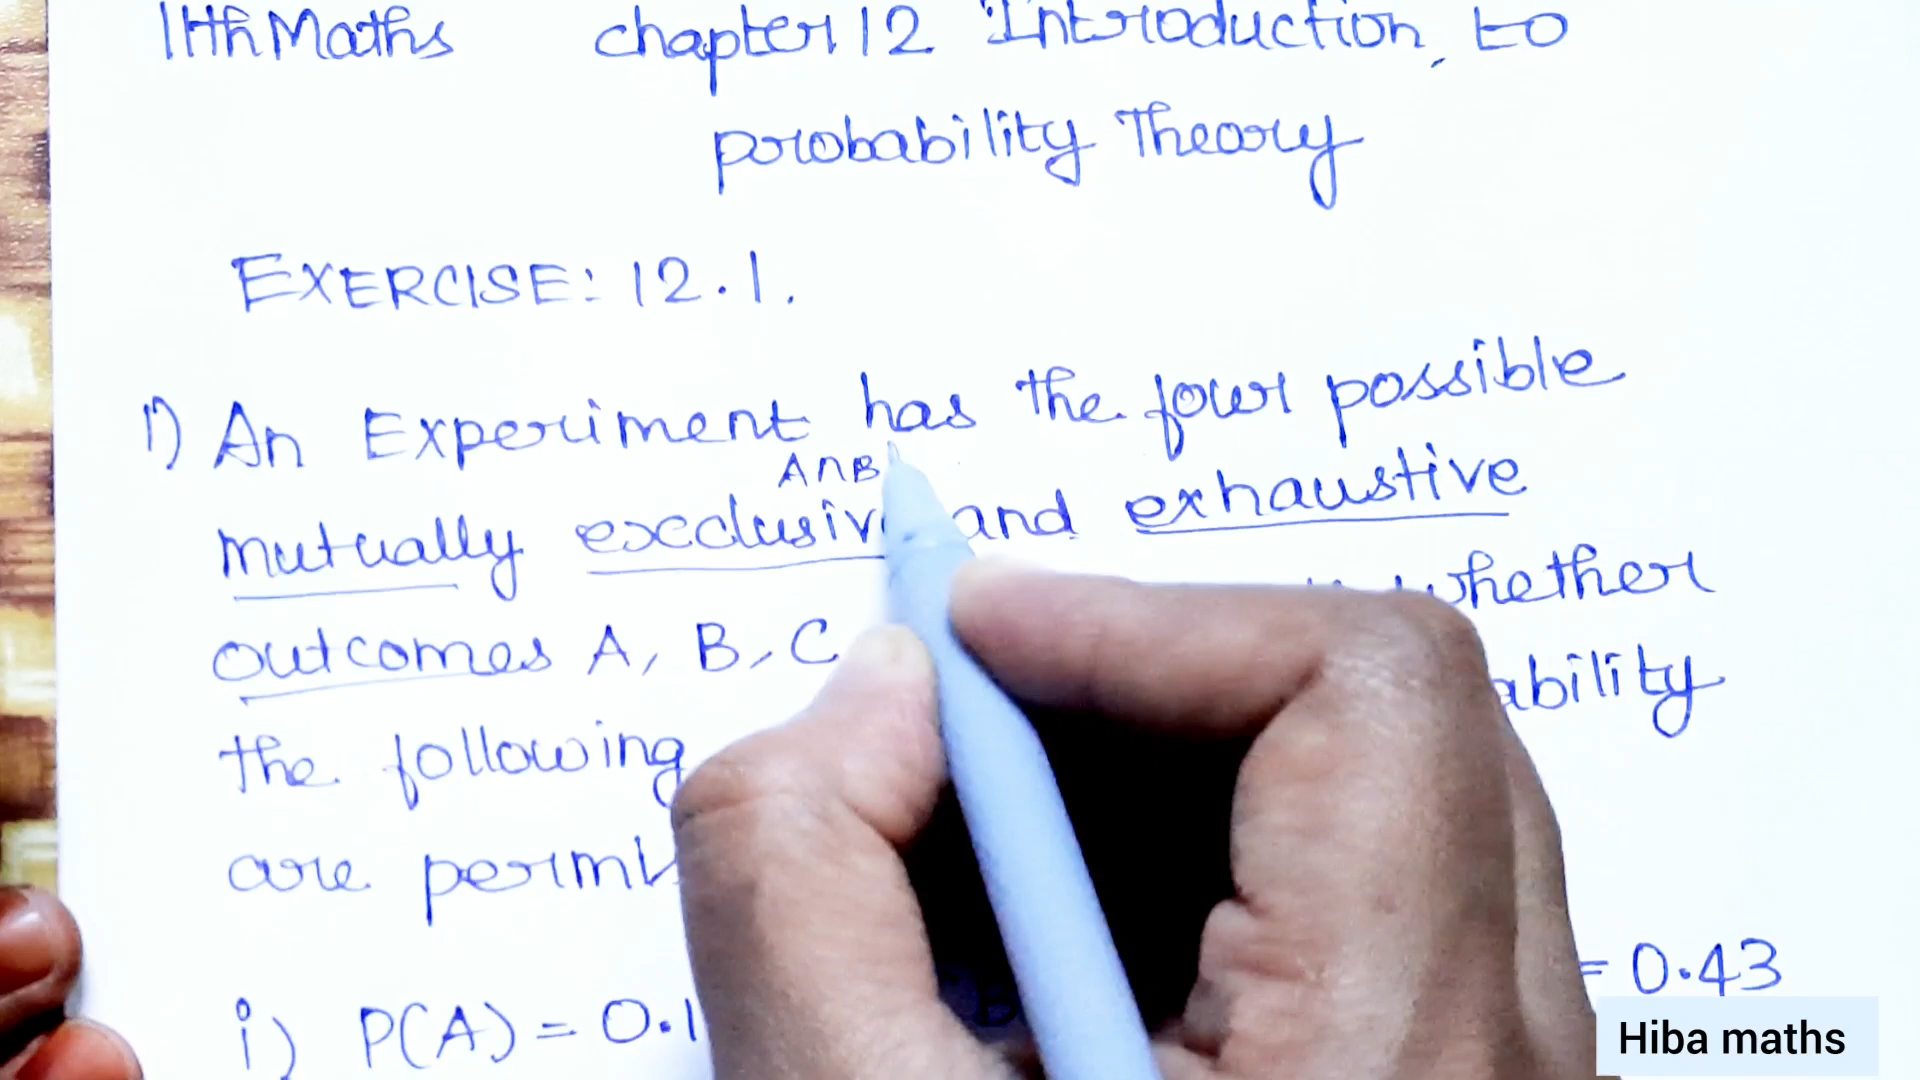 11th Maths chapter 12 Introduction to
probability Theory
EXERCISE: 12.1.
1) An Experiment has the four possible
A∩B
mutually exclusive and exhaustive
outcomes A, B, C whether
the following ability
are
i) P(A) = 0.1 = 0.43
Hiba maths